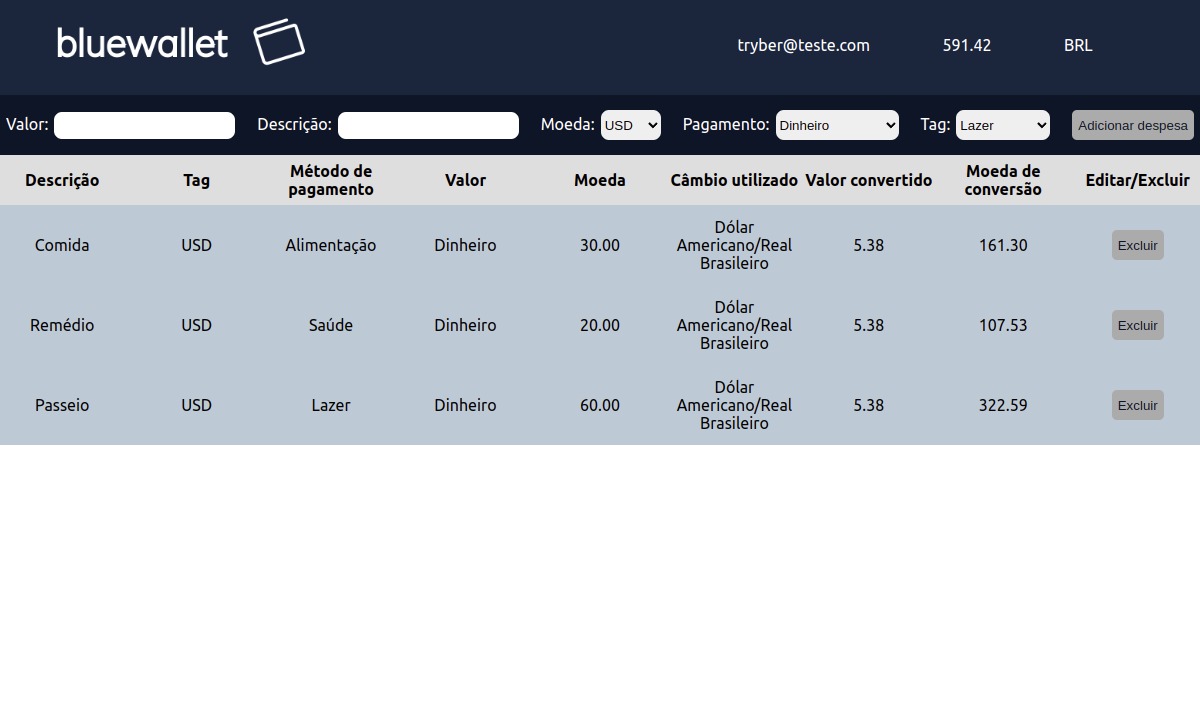 bluewallet tryber@teste.com 591.42 BRL
Valor: Descrição: Moeda: USD Pagamento: Dinheiro Tag: Lazer Adicionar despesa
Descrição Tag Método de pagamento Valor Moeda Câmbio utilizado Valor convertido Moeda de conversão Editar/Excluir
Comida USD Alimentação Dinheiro 30.00 Dólar Americano/Real Brasileiro 5.38 161.30 Excluir
Remédio USD Saúde Dinheiro 20.00 Dólar Americano/Real Brasileiro 5.38 107.53 Excluir
Passeio USD Lazer Dinheiro 60.00 Dólar Americano/Real Brasileiro 5.38 322.59 Excluir